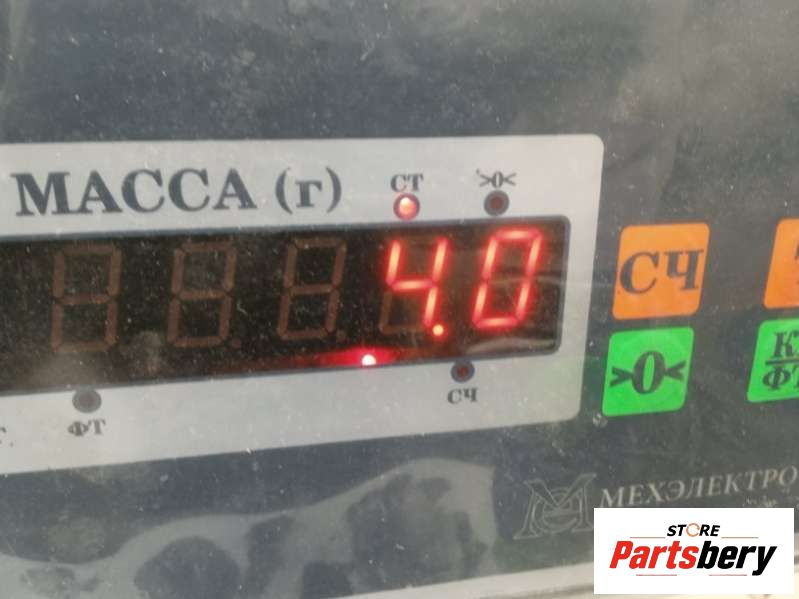 МАССА (г)
СТ
>0<
4.0
СЧ
>0<
ФТ
СЧ
МЕХЭЛЕКТРО
STORE
Partsbery